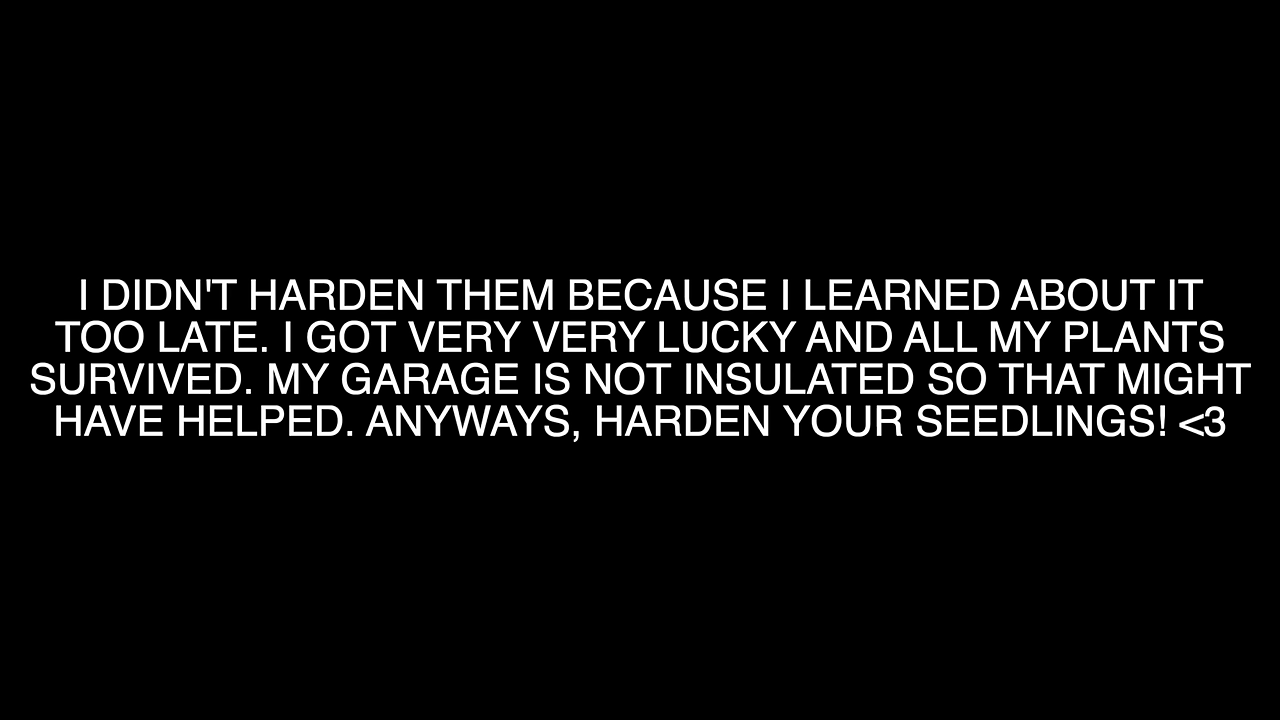 I DIDN'T HARDEN THEM BECAUSE I LEARNED ABOUT IT
TOO LATE. I GOT VERY VERY LUCKY AND ALL MY PLANTS
SURVIVED. MY GARAGE IS NOT INSULATED SO THAT MIGHT
HAVE HELPED. ANYWAYS, HARDEN YOUR SEEDLINGS! <3